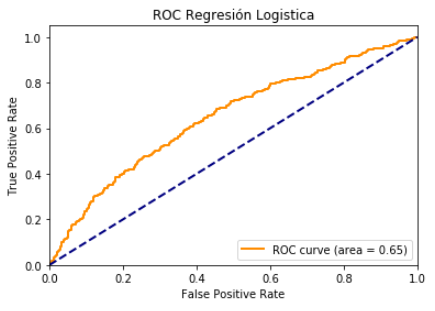 ROC Regresión Logistica
True Positive Rate
1.0
0.8
0.6
0.4
0.2
0.0
ROC curve (area = 0.65)
0.0 0.2 0.4 0.6 0.8 1.0
False Positive Rate